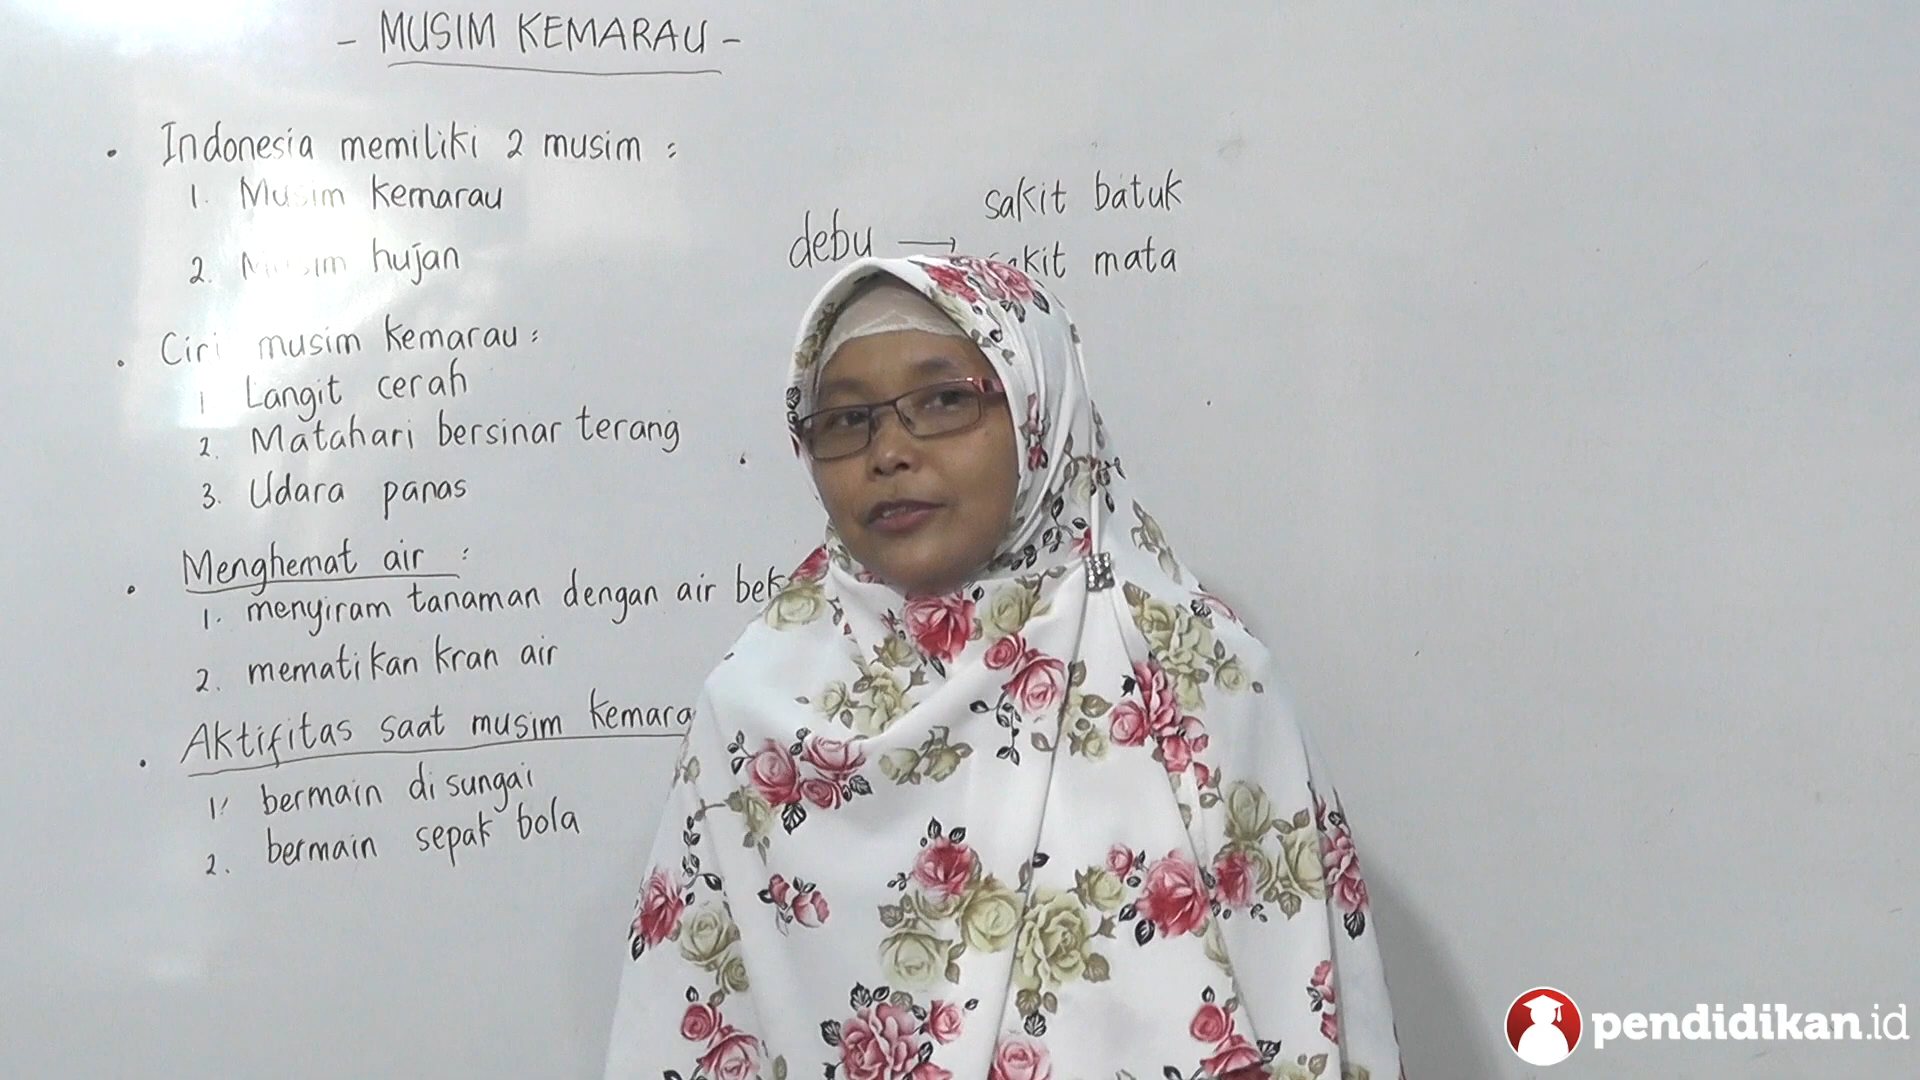 - MUSIM KEMARAU -
• Indonesia memiliki 2 musim :
1. Musim kemarau
2. Musim hujan
• Ciri musim kemarau :
1 Langit cerah
2. Matahari bersinar terang
3. Udara panas
• Menghemat air :
1. menyiram tanaman dengan air
2. mematikan kran air
• Aktifitas saat musim
1. bermain di sungai
2. bermain sepak bola
debu → sakit batuk
sakit mata
pendidikan.id